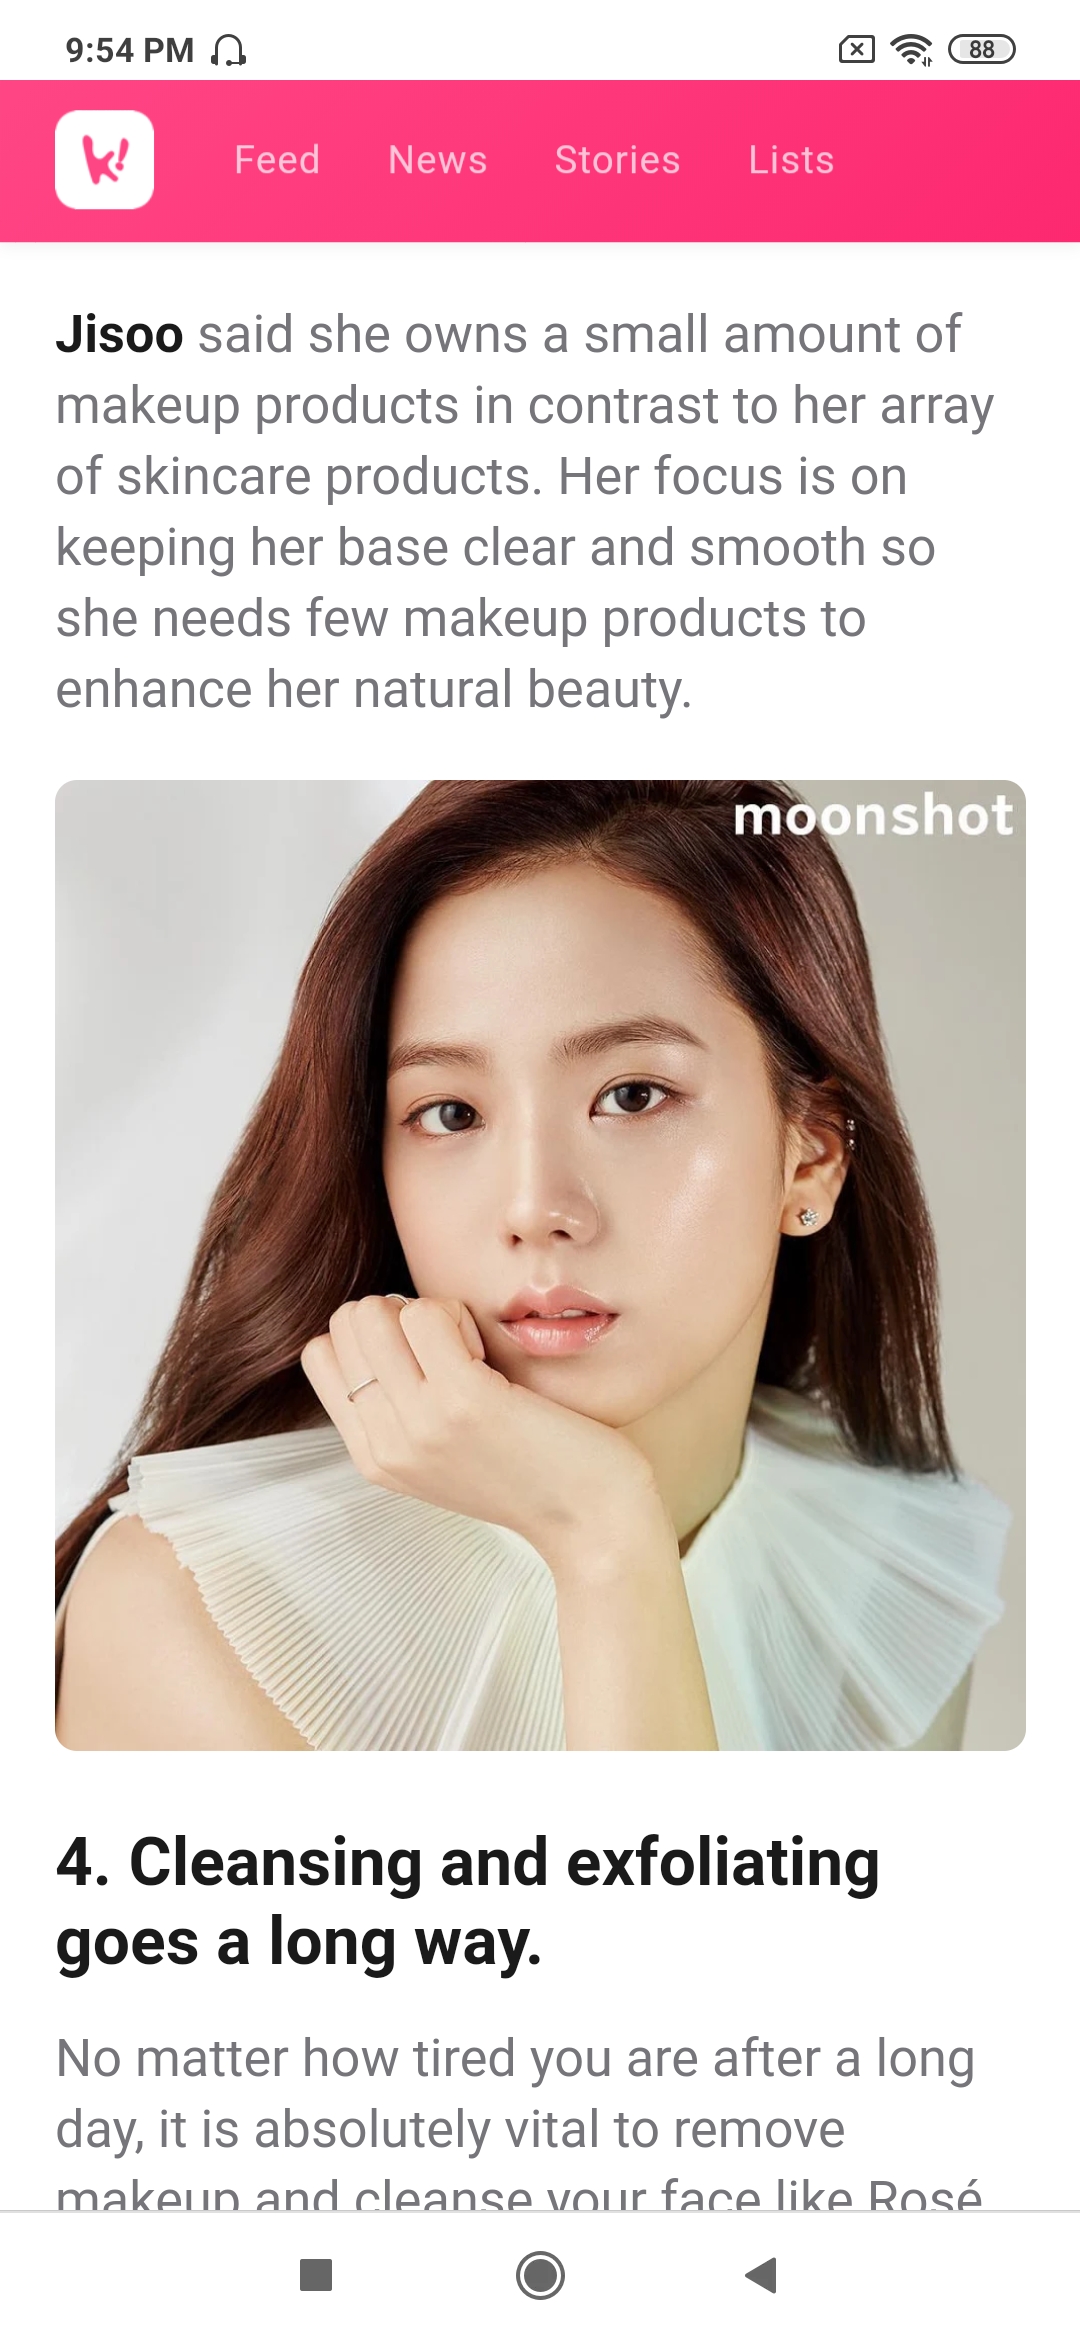 9:54 PM
88
k!
Feed News Stories Lists
Jisoo said she owns a small amount of
makeup products in contrast to her array
of skincare products. Her focus is on
keeping her base clear and smooth so
she needs few makeup products to
enhance her natural beauty.
moonshot
4. Cleansing and exfoliating
goes a long way.
No matter how tired you are after a long
day, it is absolutely vital to remove
makeup and cleanse your face like Rosé